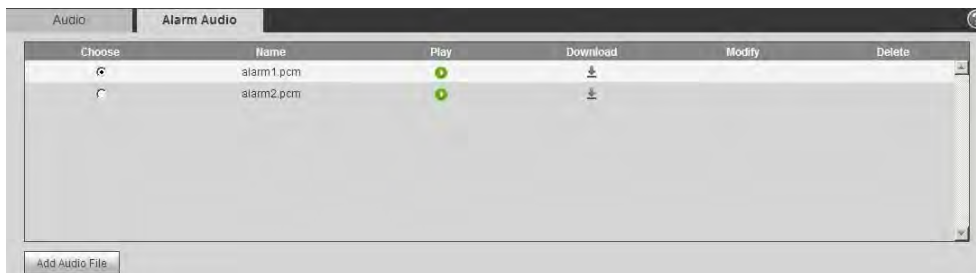 Audio Alarm Audio
Choose Name Play Download Modify Delete
alarm1.pcm
alarm2.pcm
Add Audio File